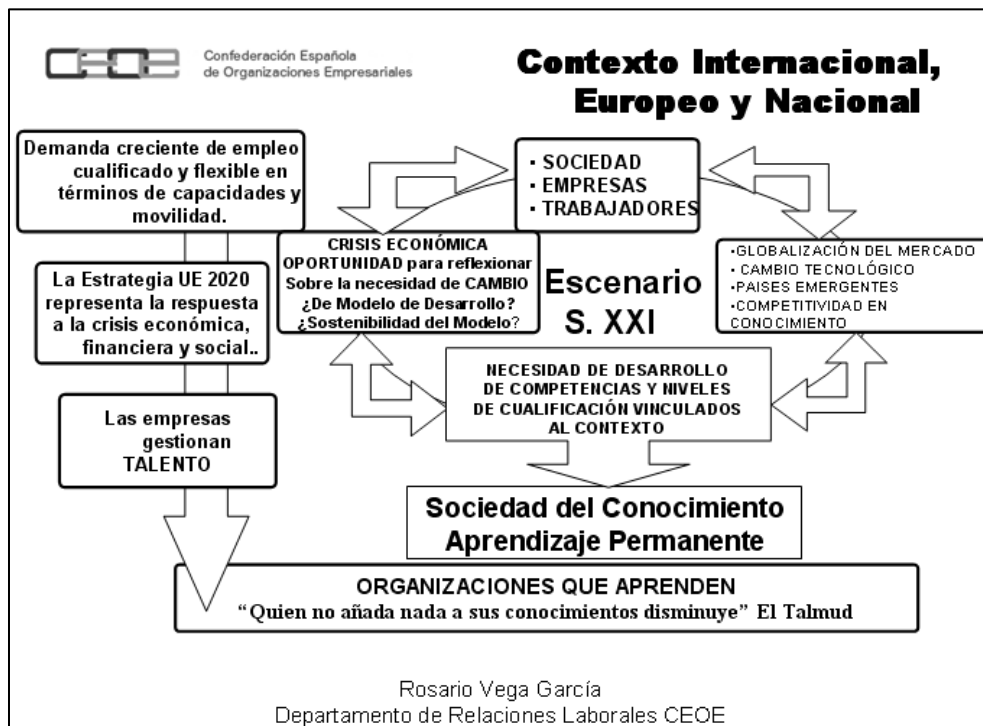 CEOE
Confederación Española
de Organizaciones Empresariales
Contexto Internacional,
Europeo y Nacional
Demanda creciente de empleo
cualificado y flexible en
términos de capacidades y
movilidad.
La Estrategia UE 2020
representa la respuesta
a la crisis económica,
financiera y social..
Las empresas
gestionan
TALENTO
· SOCIEDAD
· EMPRESAS
· TRABAJADORES
CRISIS ECONÓMICA
OPORTUNIDAD para reflexionar
Sobre la necesidad de CAMBIO
¿De Modelo de Desarrollo?
¿Sostenibilidad del Modelo?
Escenario
S. XXI
·GLOBALIZACIÓN DEL MERCADO
· CAMBIO TECNOLÓGICO
·PAISES EMERGENTES
·COMPETITIVIDAD EN
CONOCIMIENTO
NECESIDAD DE DESARROLLO
DE COMPETENCIAS Y NIVELES
DE CUALIFICACIÓN VINCULADOS
AL CONTEXTO
Sociedad del Conocimiento
Aprendizaje Permanente
ORGANIZACIONES QUE APRENDEN
“Quien no añada nada a sus conocimientos disminuye” El Talmud
Rosario Vega García
Departamento de Relaciones Laborales CEOE